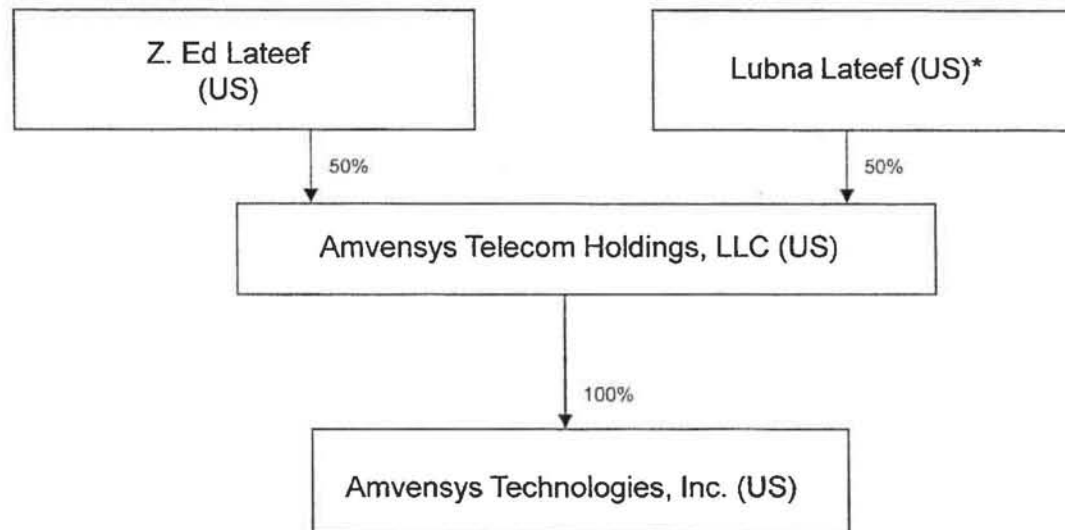 Z. Ed Lateef
(US)
Lubna Lateef (US)*
50%
50%
Amvensys Telecom Holdings, LLC (US)
100%
Amvensys Technologies, Inc. (US)